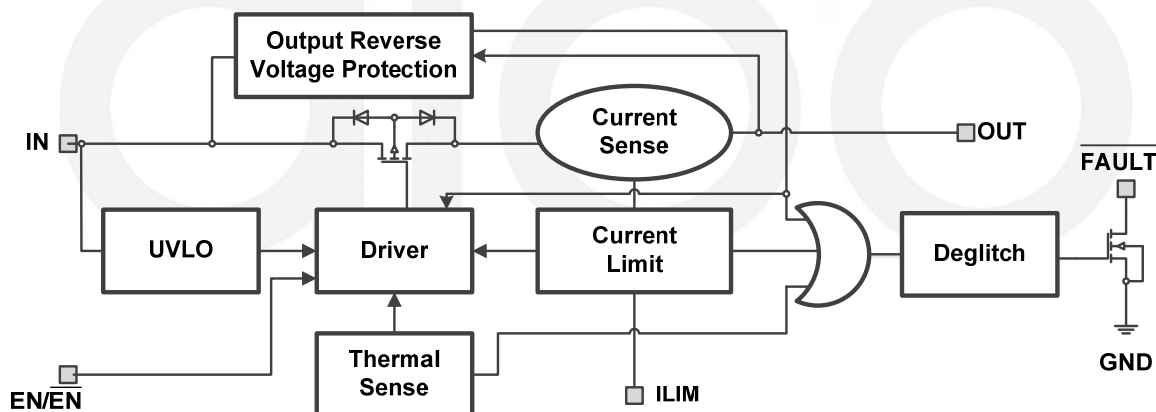 Output Reverse
Voltage Protection
Current
Sense
IN
OUT
FAULT
UVLO
Driver
Current
Limit
Deglitch
Thermal
Sense
GND
EN/EN
ILIM